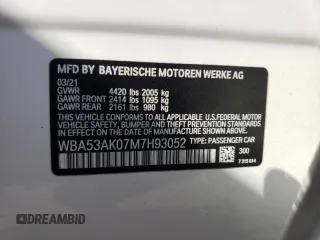 MFD BY BAYERISCHE MOTOREN WERKE AG
03/21
GVWR 4420 lbs 2005 kg
GAWR FRONT 2414 lbs 1095 kg
GAWR REAR 2161 lbs 980 kg
THIS VEHICLE CONFORMS TO ALL APPLICABLE
U.S. FEDERAL MOTOR VEHICLE SAFETY, BUMPER
AND THEFT PREVENTION STANDARDS IN EFFECT
ON THE DATE OF MANUFACTURE SHOWN ABOVE.
WBA53AK07M7H93052 TYPE: PASSENGER CAR
300
DREAMBID